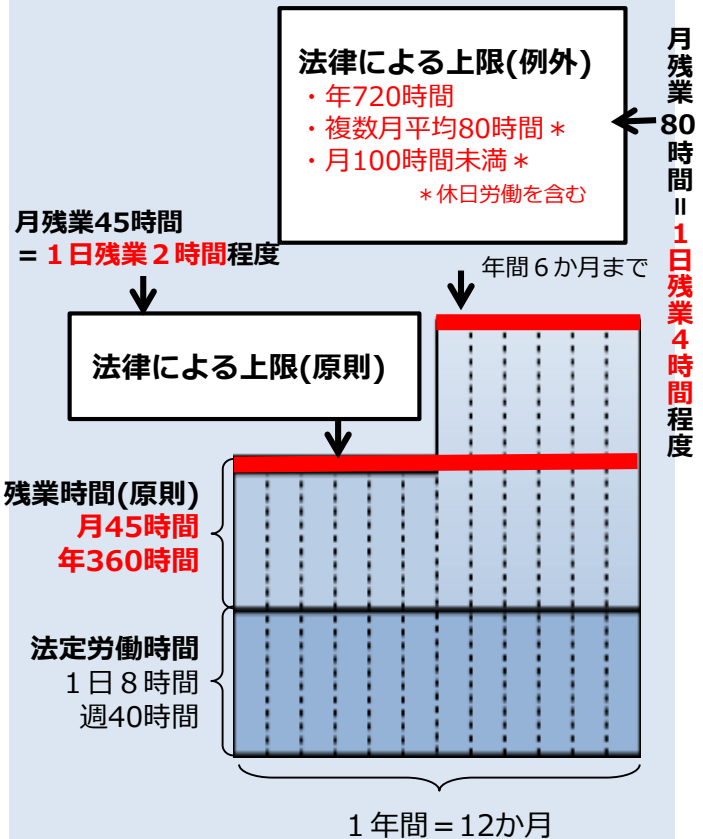 法律による上限(例外)
・年720時間
・複数月平均80時間＊
・月100時間未満＊
＊休日労働を含む
月残業80時間＝1日残業4時間程度
月残業45時間
=１日残業２時間程度
年間６か月まで
法律による上限(原則)
残業時間(原則)
月45時間
年360時間
法定労働時間
１日８時間
週40時間
１年間＝12か月